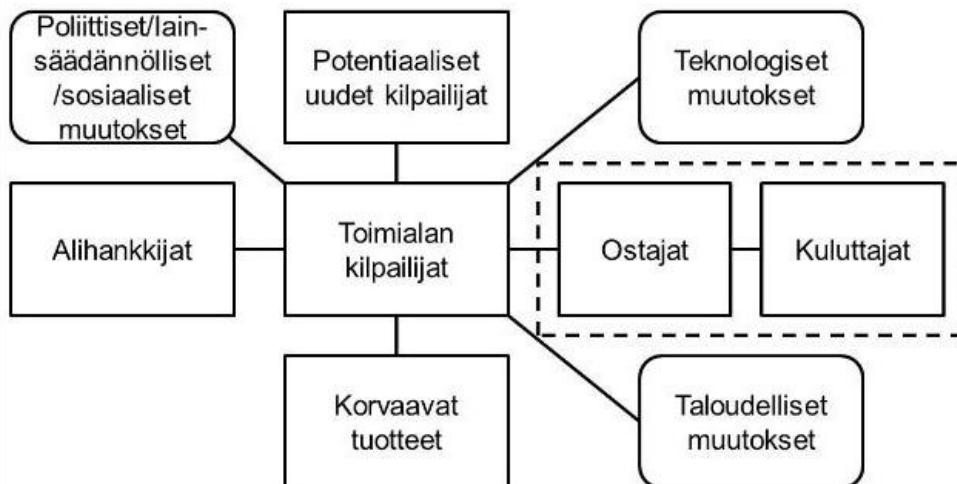 Poliittiset/lain-
säädännölliset
/sosiaaliset
muutokset
Potentiaaliset
uudet kilpailijat
Teknologiset
muutokset
Alihankkijat
Toimialan
kilpailijat
Ostajat
Kuluttajat
Korvaavat
tuotteet
Taloudelliset
muutokset